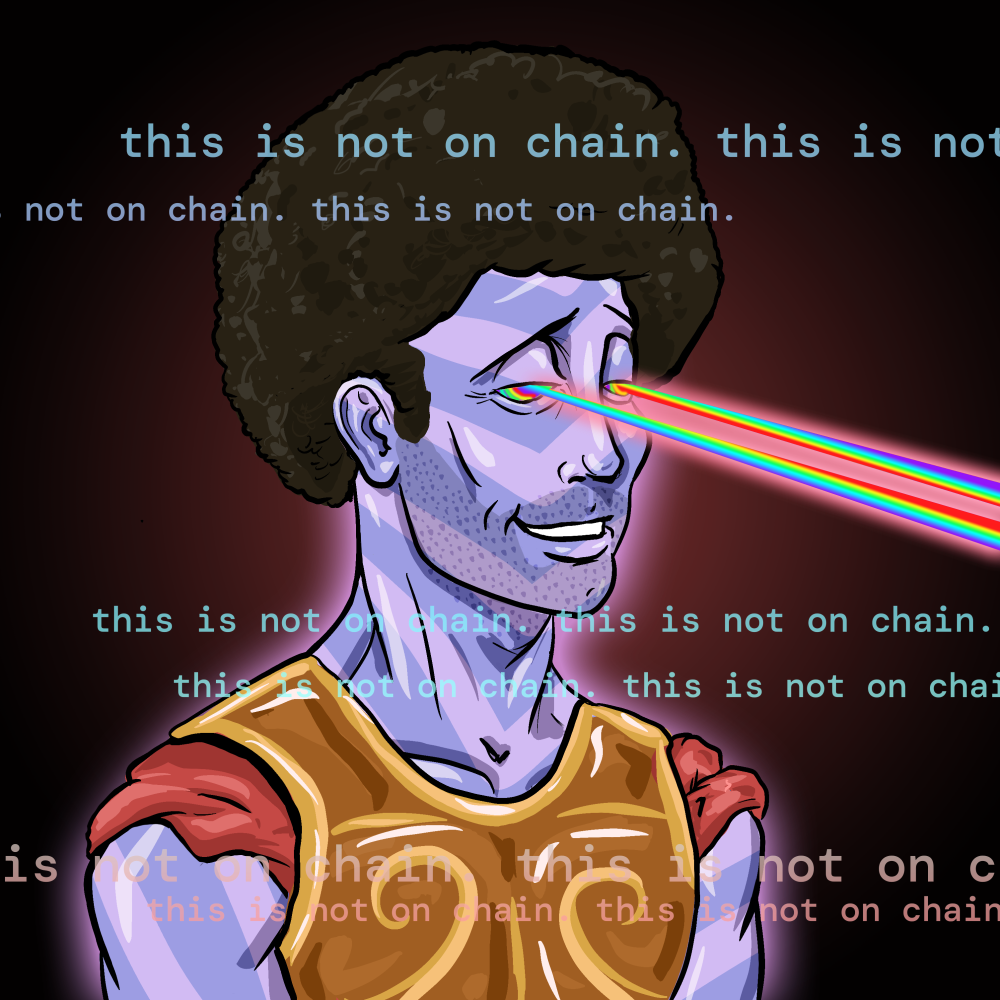 this is not on chain. this is not
not on chain. this is not on chain.
this is not on chain. this is not on chain.
this is not on chain. this is not on chai
is not on chain. this is not on c
this is not on chain. this is not on chain